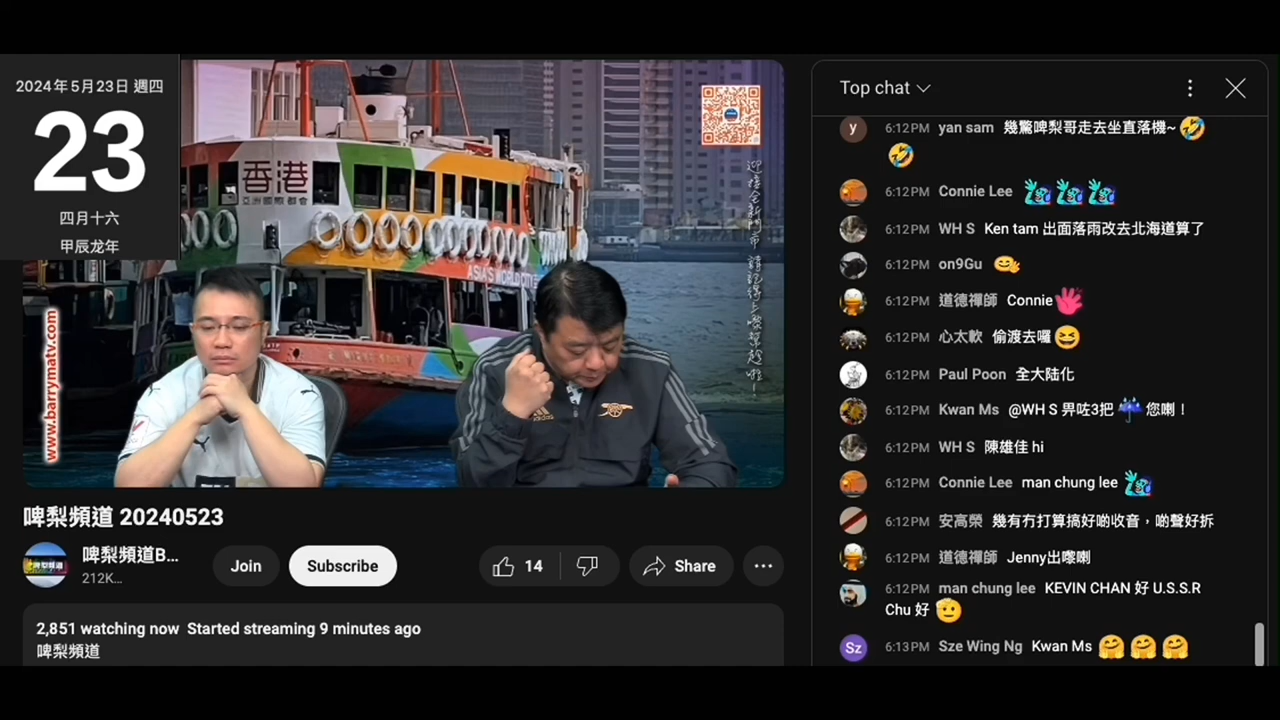 2024年5月23日 週四
23
四月十六
甲辰龙年
香港
亞洲國際都會
ASIA'S WORLD CITY
www.barrymatv.com
adidas
啤梨頻道 20240523
啤梨頻道B...
212K...
Join
Subscribe
14
Share
2,851 watching now Started streaming 9 minutes ago
啤梨頻道
Top chat
y 6:12PM yan sam 幾驚啤梨哥走去坐直落機~🤣
🤣
6:12PM Connie Lee
6:12PM WH S Ken tam 出面落雨改去北海道算了
6:12PM on9Gu
6:12PM 道德禪師 Connie
6:12PM 心太軟 偷渡去囉😆
6:12PM Paul Poon 全大陆化
6:12PM Kwan Ms @WH S 畀咗3把☔您喇！
6:12PM WH S 陳雄佳 hi
6:12PM Connie Lee man chung lee
6:12PM 安高榮 幾有冇打算搞好啲收音，啲聲好拆
6:12PM 道德禪師 Jenny出嚟喇
6:12PM man chung lee KEVIN CHAN 好 U.S.S.R
Chu 好 🫡
Sz 6:13PM Sze Wing Ng Kwan Ms 🤗🤗🤗